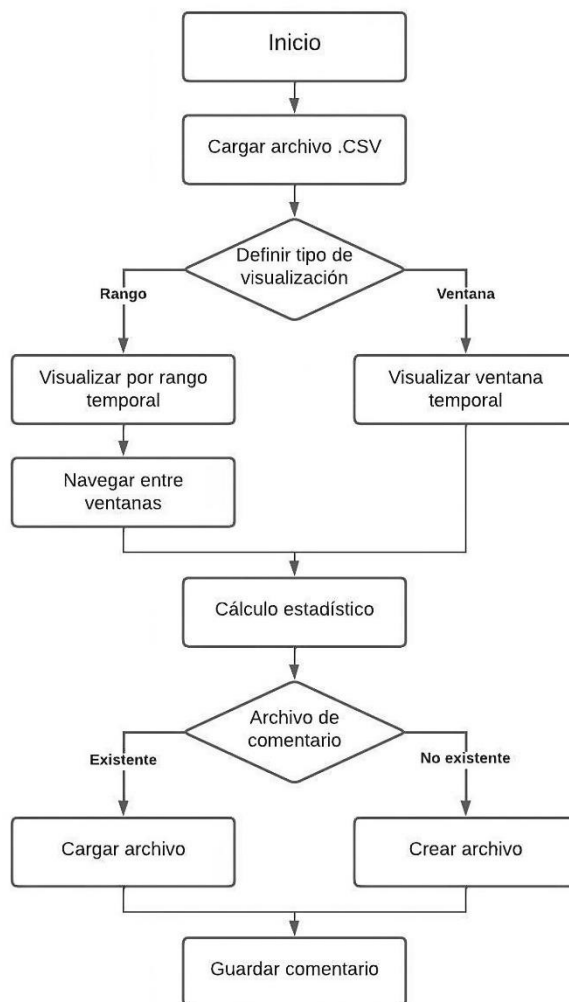 Inicio
Cargar archivo .CSV
Definir tipo de
visualización
Rango
Ventana
Visualizar por rango
temporal
Visualizar ventana
temporal
Navegar entre
ventanas
Cálculo estadístico
Archivo de
comentario
Existente
No existente
Cargar archivo
Crear archivo
Guardar comentario